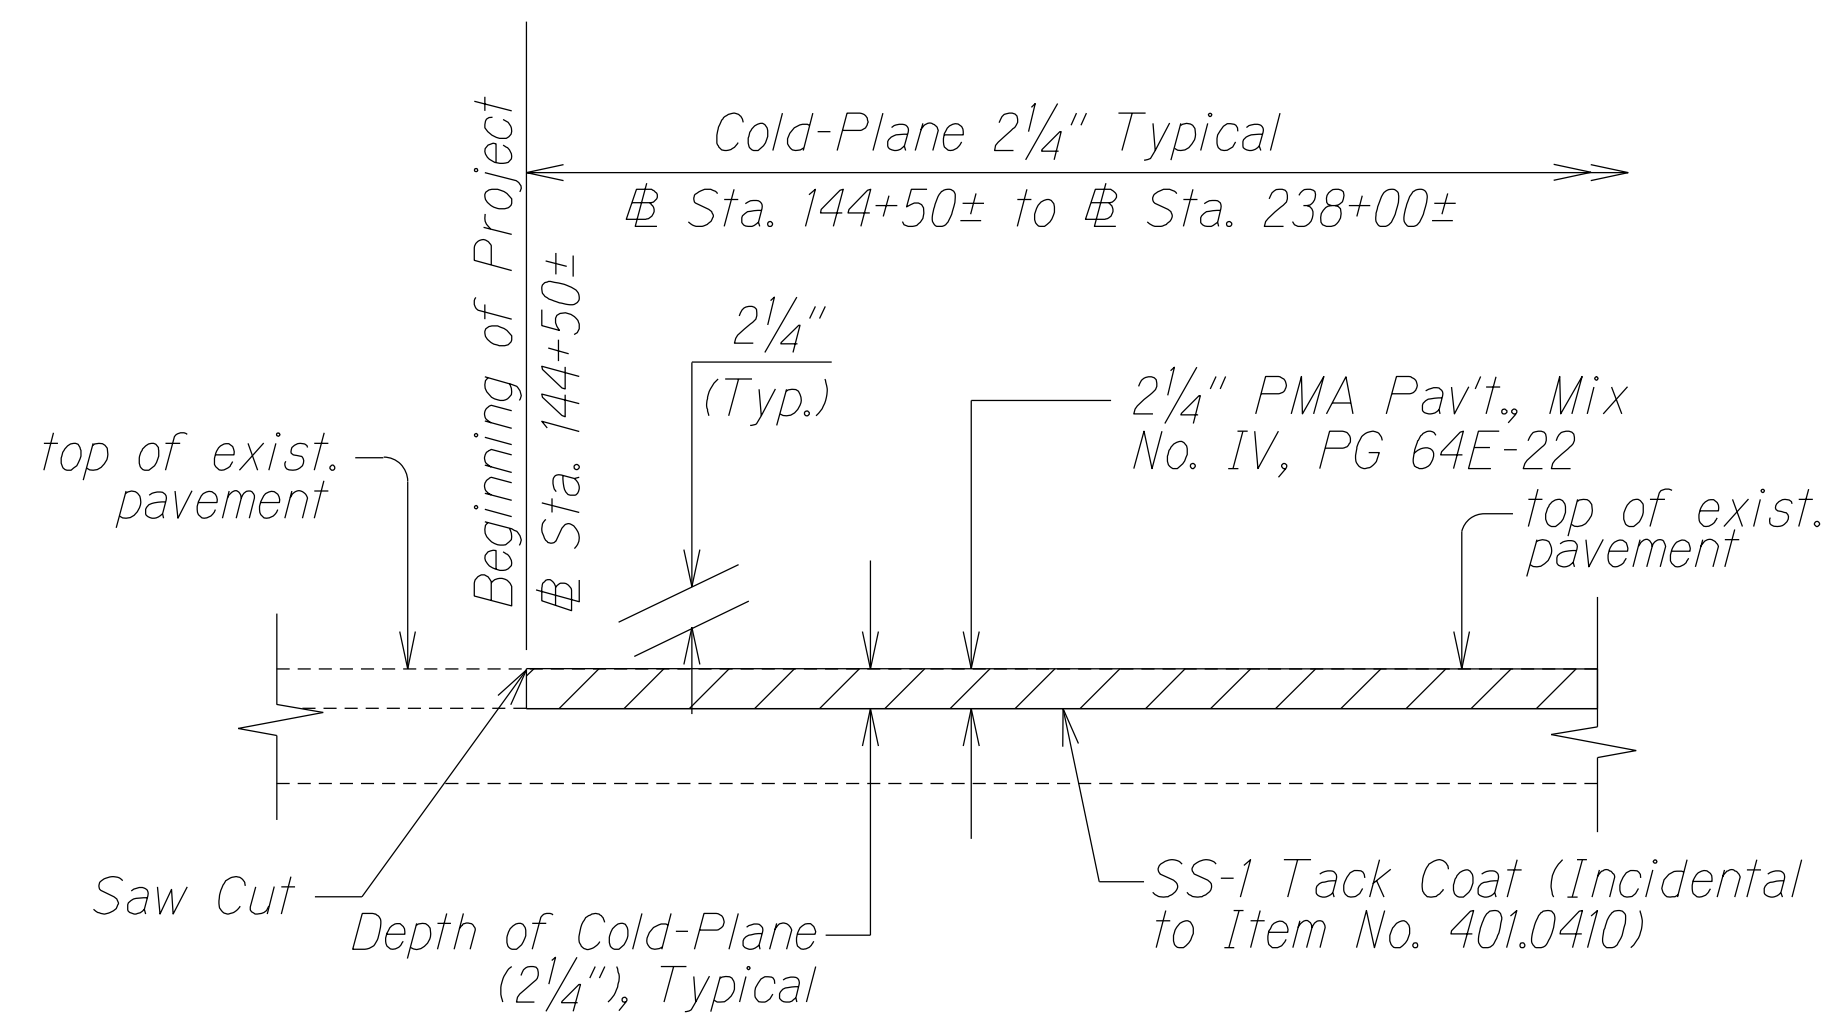 Cold-Plane 2¼" Typical
℄ Sta. 144+50± to ℄ Sta. 238+00±
Beginning of Project
℄ Sta. 144+50±
2¼"
(Typ.)
2¼" PMA Pav't., Mix
No. IV, PG 64E-22
top of exist.
pavement
top of exist.
pavement
Saw Cut
Depth of Cold-Plane
(2¼"), Typical
SS-1 Tack Coat (Incidental
to Item No. 401.0410)